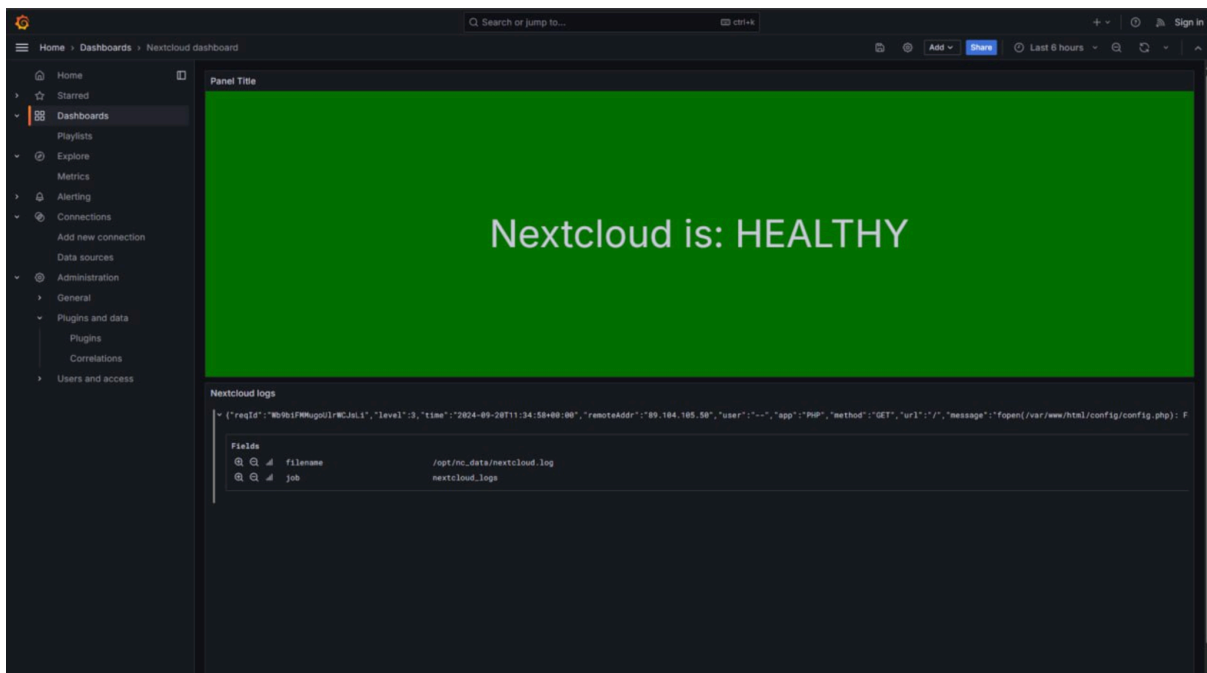 Search or jump to... ctrl+k Sign in
Home › Dashboards › Nextcloud dashboard Add Share Last 6 hours
Home
Starred
Dashboards
Playlists
Explore
Metrics
Alerting
Connections
Add new connection
Data sources
Administration
General
Plugins and data
Plugins
Correlations
Users and access
Panel Title
Nextcloud is: HEALTHY
Nextcloud logs
"level":3,"time":"2024-09-20T11:34:58+00:00","remoteAddr":"89.104.105.50","user":"--","app":"PHP","method":"GET","url":"/","message":"fopen(/var/www/html/config/config.php): F
Fields
filename /opt/nc_data/nextcloud.log
job nextcloud_logs